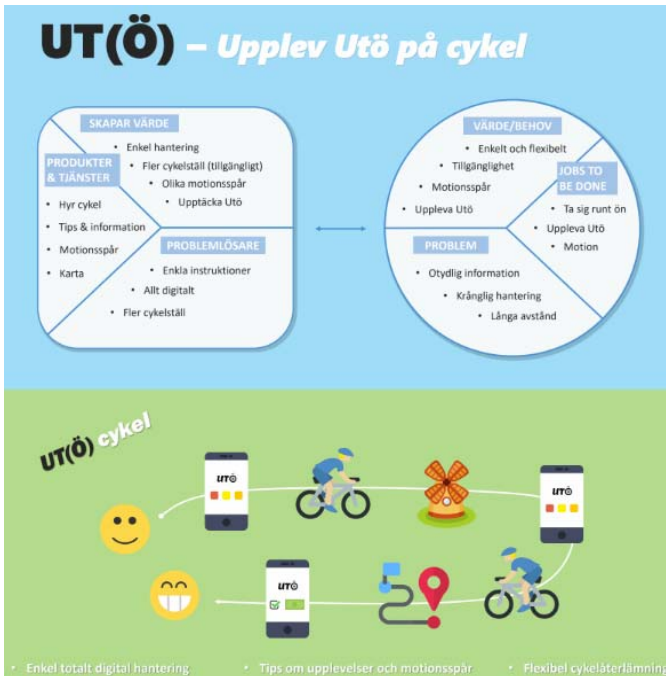 UT(Ö) – Upplev Utö på cykel
SKAPAR VÄRDE
• Enkel hantering
• Fler cykelställ (tillgängligt)
• Olika motionsspår
• Upptäcka Utö
PRODUKTER
& TJÄNSTER
• Hyr cykel
• Tips & information
• Motionsspår
• Karta
PROBLEMLÖSARE
• Enkla instruktioner
• Allt digitalt
• Fler cykelställ
VÄRDE/BEHOV
• Enkelt och flexibelt
• Tillgänglighet
• Motionsspår
• Uppleva Utö
JOBS TO
BE DONE
• Ta sig runt ön
• Uppleva Utö
• Motion
PROBLEM
• Otydlig information
• Krånglig hantering
• Långa avstånd
UT(Ö) cykel
UTÖ
UTÖ
UTÖ
• Enkel totalt digital hantering
• Tips om upplevelser och motionsspår
• Flexibel cykelåterlämning